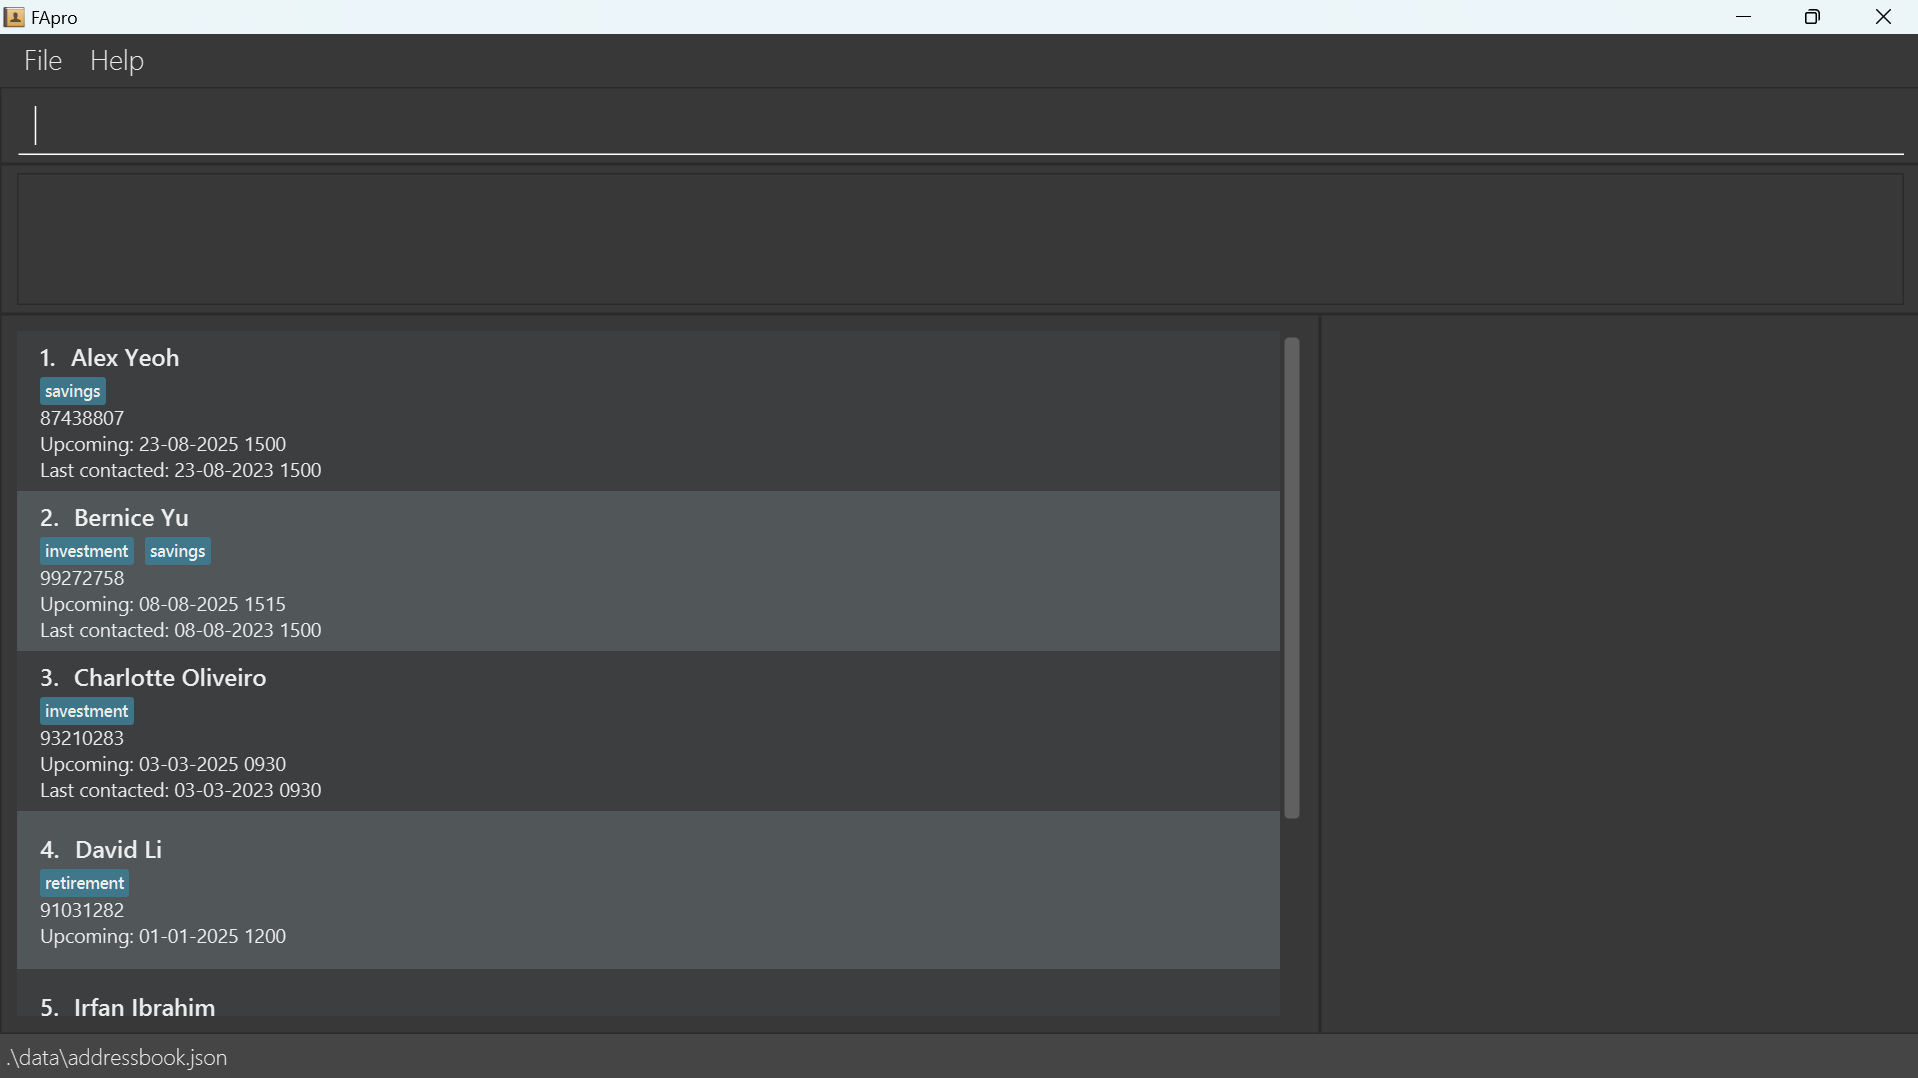 FApro
File Help
1. Alex Yeoh
savings
87438807
Upcoming: 23-08-2025 1500
Last contacted: 23-08-2023 1500
2. Bernice Yu
investment savings
99272758
Upcoming: 08-08-2025 1515
Last contacted: 08-08-2023 1500
3. Charlotte Oliveiro
investment
93210283
Upcoming: 03-03-2025 0930
Last contacted: 03-03-2023 0930
4. David Li
retirement
91031282
Upcoming: 01-01-2025 1200
5. Irfan Ibrahim
.\data\addressbook.json